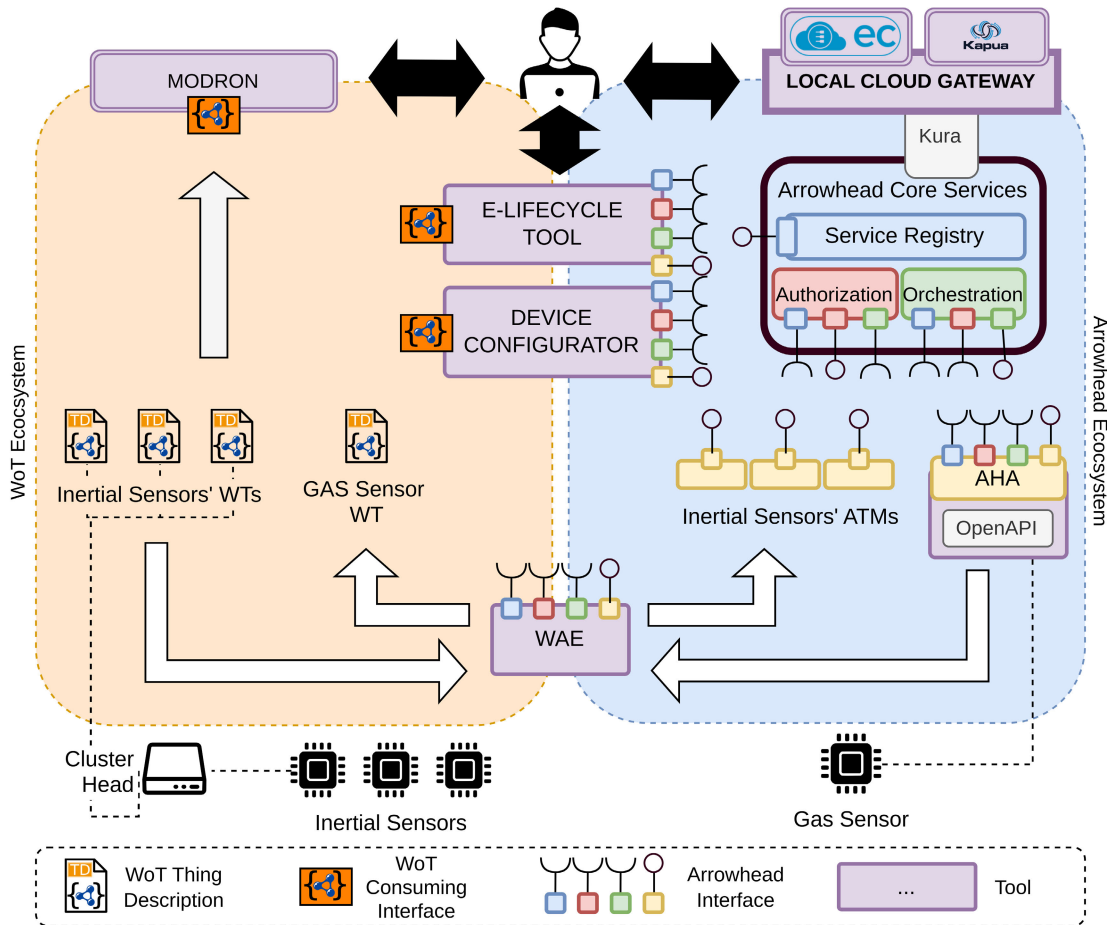 ec
Kapua
MODRON
LOCAL CLOUD GATEWAY
Kura
Arrowhead Core Services
E-LIFECYCLE
TOOL
Service Registry
Authorization
Orchestration
DEVICE
CONFIGURATOR
WoT Ecocsystem
Arrowhead Ecocsystem
TD
TD
TD
TD
Inertial Sensors' WTs
GAS Sensor
WT
Inertial Sensors' ATMs
AHA
OpenAPI
WAE
Cluster
Head
Inertial Sensors
Gas Sensor
TD
WoT Thing
Description
WoT
Consuming
Interface
Arrowhead
Interface
...
Tool